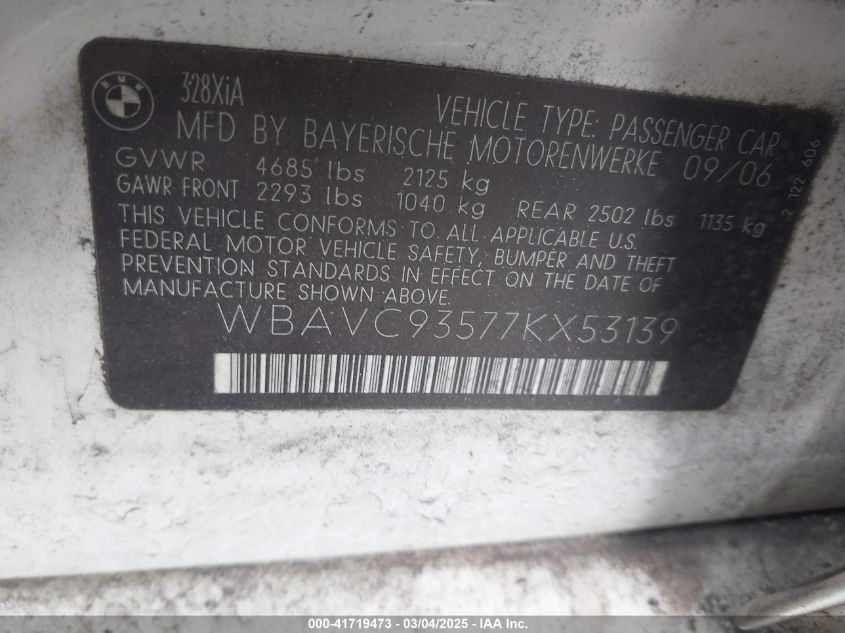 BMW
328XiA
VEHICLE TYPE: PASSENGER CAR
MFD BY BAYERISCHE MOTORENWERKE 09/06
GVWR 4685 lbs 2125 kg
GAWR FRONT 2293 lbs 1040 kg REAR 2502 lbs 1135 kg
THIS VEHICLE CONFORMS TO ALL APPLICABLE U.S.
FEDERAL MOTOR VEHICLE SAFETY, BUMPER AND THEFT
PREVENTION STANDARDS IN EFFECT ON THE DATE OF
MANUFACTURE SHOWN ABOVE.
WBAVC93577KX53139
2 122 606
000-41719473 - 03/04/2025 - IAAI.com